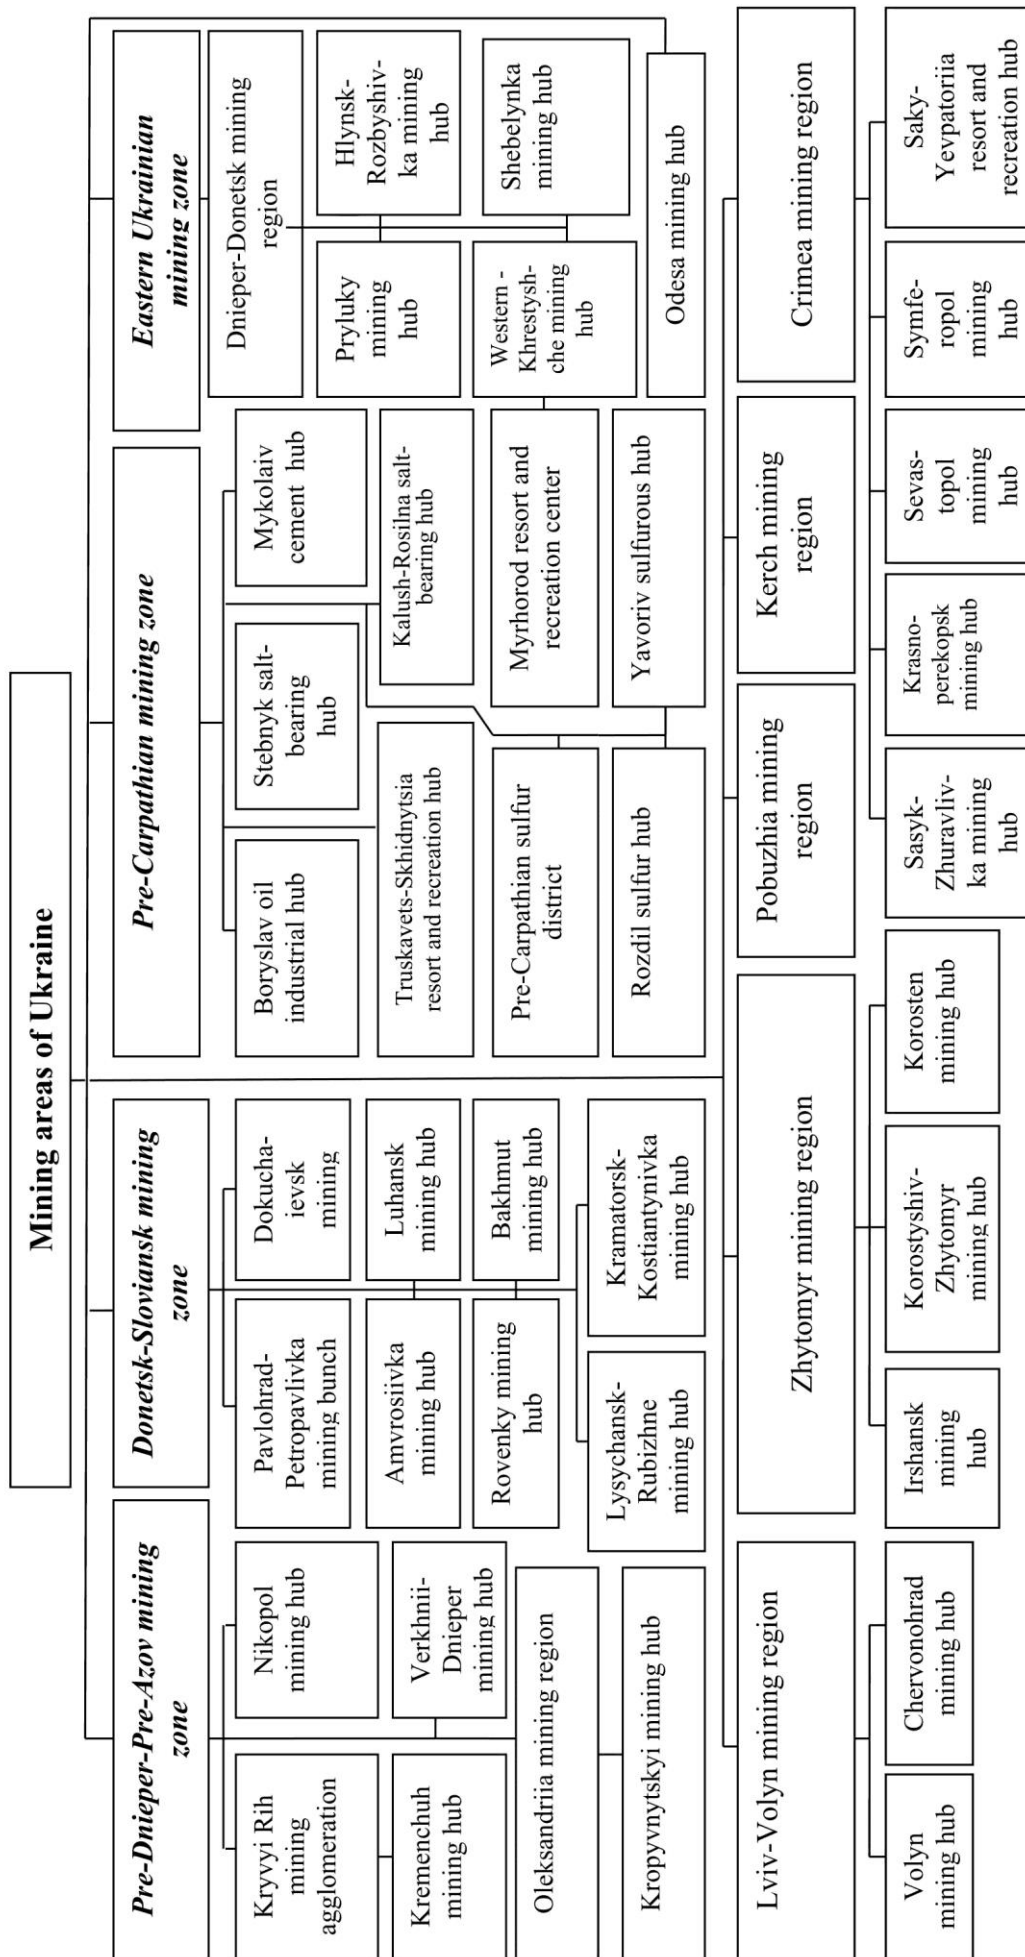 Mining areas of Ukraine
Pre-Dnieper-Pre-Azov mining
zone
Kryvyi Rih
mining
agglomeration
Nikopol
mining hub
Kremenchuh
mining hub
Verkhnii-
Dnieper
mining hub
Oleksandriia mining region
Kropyvnytskyi mining hub
Donetsk-Sloviansk mining
zone
Pavlohrad-
Petropavlivka
mining bunch
Dokucha-
ievsk
mining
Amvrosiivka
mining hub
Luhansk
mining hub
Rovenky mining
hub
Bakhmut
mining hub
Lysychansk-
Rubizhne
mining hub
Kramatorsk-
Kostiantynivka
mining hub
Pre-Carpathian mining zone
Boryslav oil
industrial hub
Stebnyk salt-
bearing
hub
Mykolaiv
cement hub
Truskavets-Skhidnytsia
resort and recreation hub
Kalush-Rosilna salt-
bearing hub
Pre-Carpathian sulfur
district
Myrhorod resort and
recreation center
Rozdil sulfur hub
Yavoriv sulfurous hub
Eastern Ukrainian
mining zone
Dnieper-Donetsk mining
region
Pryluky
mining
hub
Hlynsk-
Rozbyshiv-
ka mining
hub
Western -
Khrestysh-
che mining
hub
Shebelynka
mining hub
Odesa mining hub
Lviv-Volyn mining region
Volyn
mining hub
Chervonohrad
mining hub
Zhytomyr mining region
Irshansk
mining
hub
Korostyshiv-
Zhytomyr
mining hub
Korosten
mining hub
Pobuzhia mining
region
Kerch mining
region
Crimea mining region
Sasyk-
Zhuravliv-
ka mining
hub
Krasno-
perekopsk
mining hub
Sevas-
topol
mining
hub
Symfe-
ropol
mining
hub
Saky-
Yevpatoriia
resort and
recreation hub